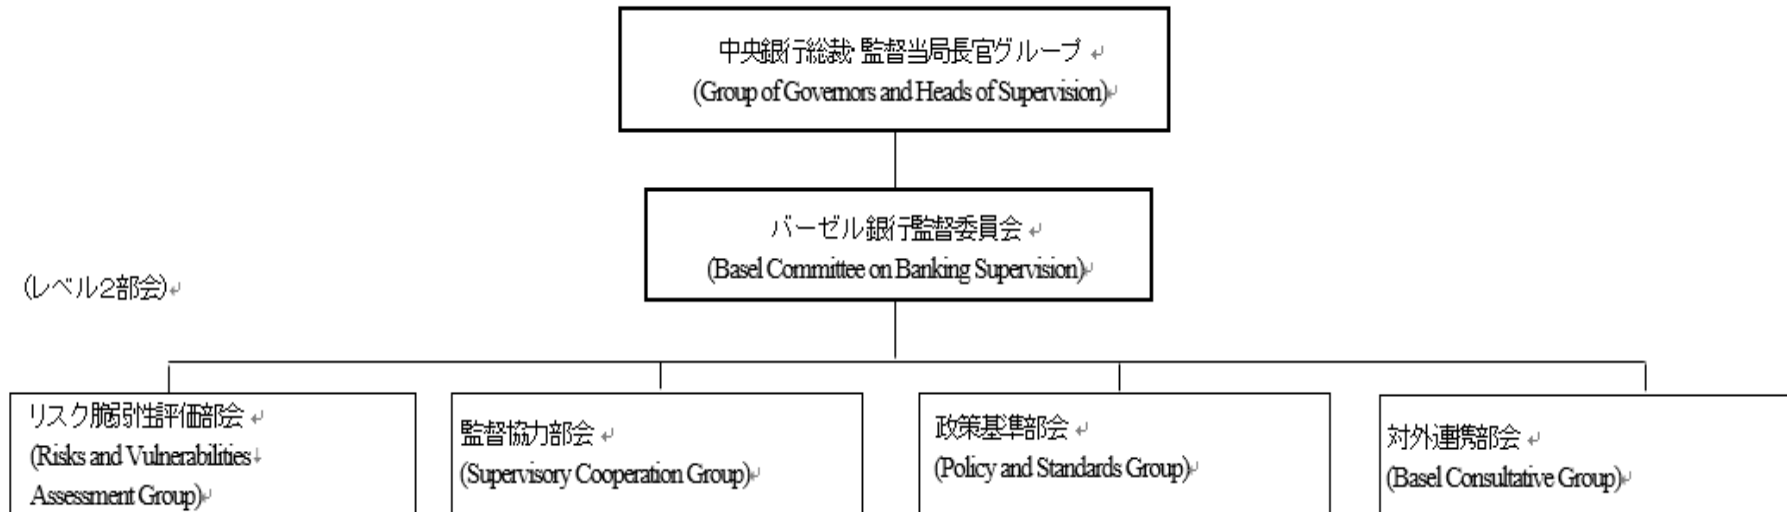 中央銀行総裁・監督当局長官グループ
(Group of Governors and Heads of Supervision)
バーゼル銀行監督委員会
(Basel Committee on Banking Supervision)
(レベル2部会)
リスク脆弱性評価部会
(Risks and Vulnerabilities
Assessment Group)
監督協力部会
(Supervisory Cooperation Group)
政策基準部会
(Policy and Standards Group)
対外連携部会
(Basel Consultative Group)